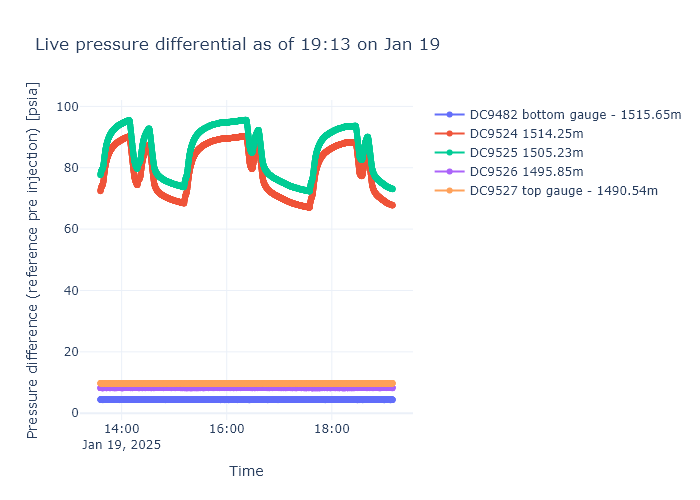 Live pressure differential as of 19:13 on Jan 19
Pressure difference (reference pre injection) [psia]
100
80
60
40
20
0
14:00
16:00
18:00
Jan 19, 2025
Time
DC9482 bottom gauge - 1515.65m
DC9524 1514.25m
DC9525 1505.23m
DC9526 1495.85m
DC9527 top gauge - 1490.54m